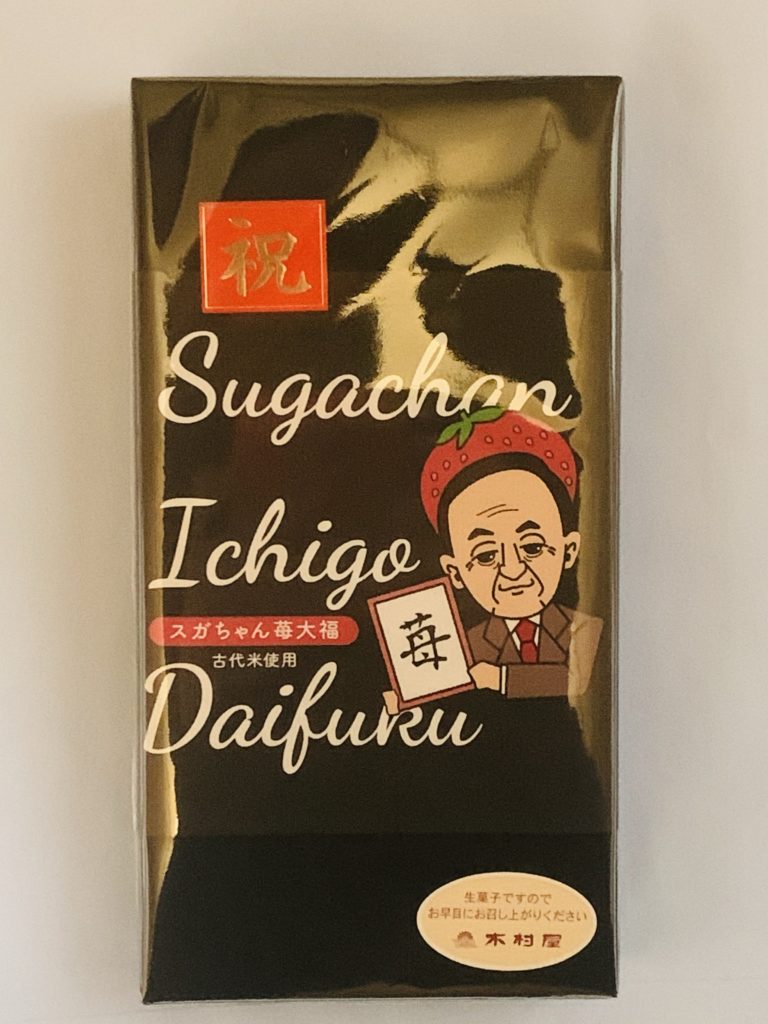 祝
Sugachan
Ichigo
スガちゃん苺大福
古代米使用
苺
Daifuku
生菓子ですので
お早目にお召し上がりください
木村屋